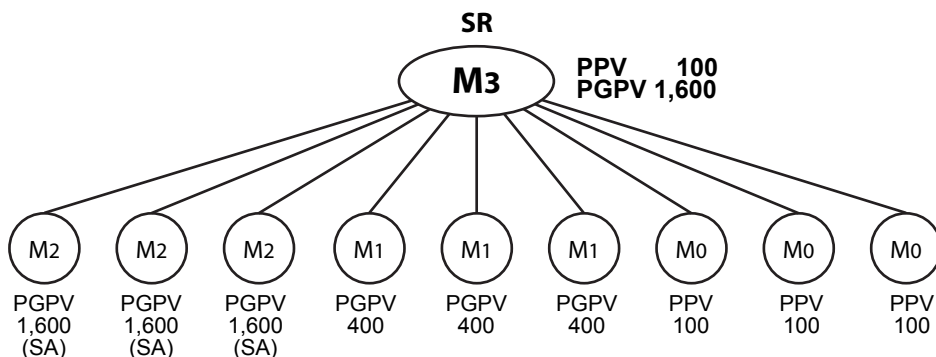 SR
M3
PPV 100
PGPV 1,600
M2 M2 M2 M1 M1 M1 M0 M0 M0
PGPV PGPV PGPV PGPV PGPV PGPV PPV PPV PPV
1,600 1,600 1,600 400 400 400 100 100 100
(SA) (SA) (SA)